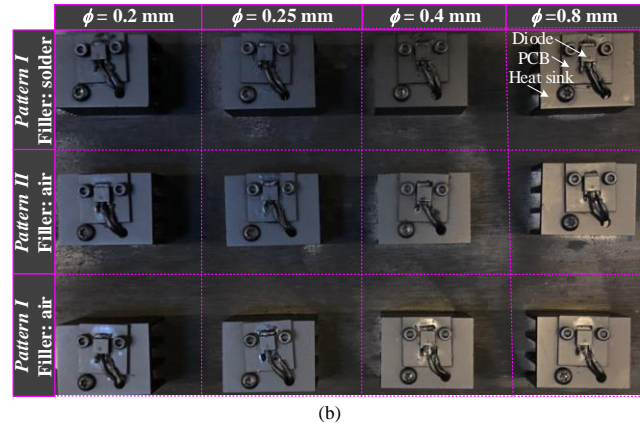 ϕ = 0.2 mm
ϕ = 0.25 mm
ϕ = 0.4 mm
ϕ =0.8 mm
Pattern I
Filler: solder
Diode
PCB
Heat sink
Pattern II
Filler: air
Pattern I
Filler: air
(b)